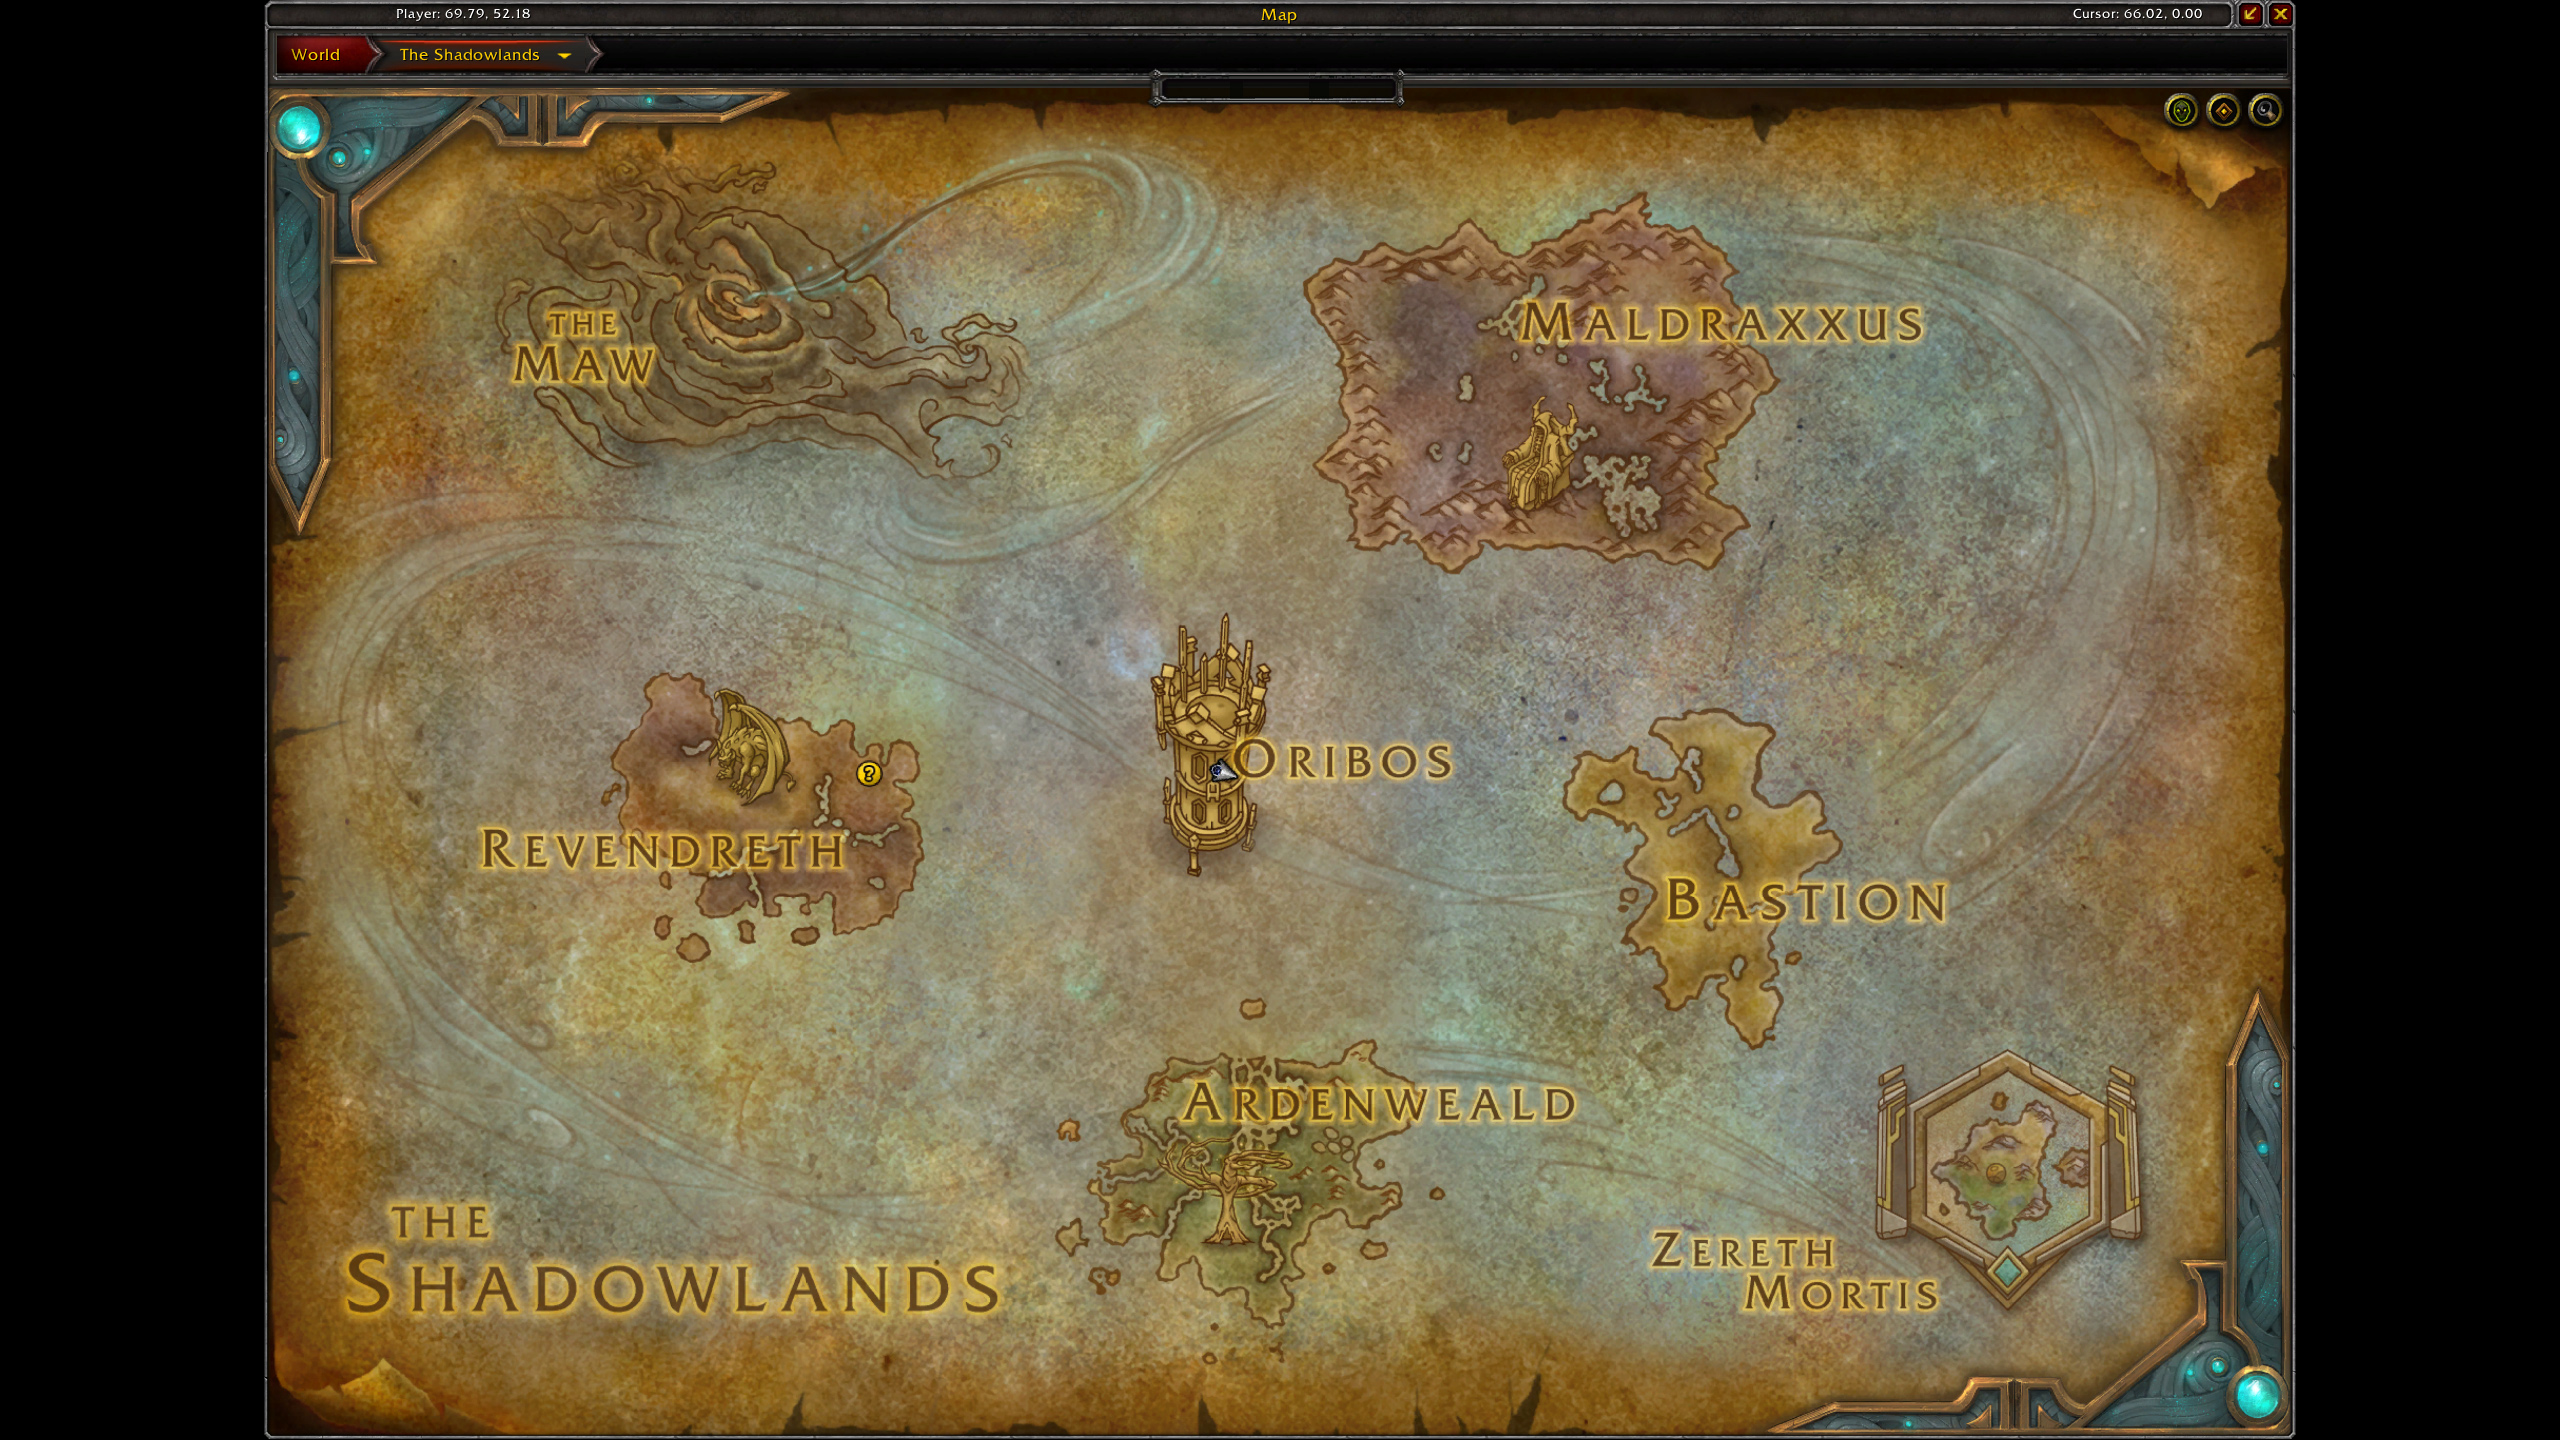 Player: 69.79, 52.18
Map
Cursor: 66.02, 0.00
World
The Shadowlands
THE
MAW
MALDRAXXUS
ORIBOS
?
REVENDRETH
BASTION
ARDENWEALD
THE
SHADOWLANDS
ZERETH
MORTIS